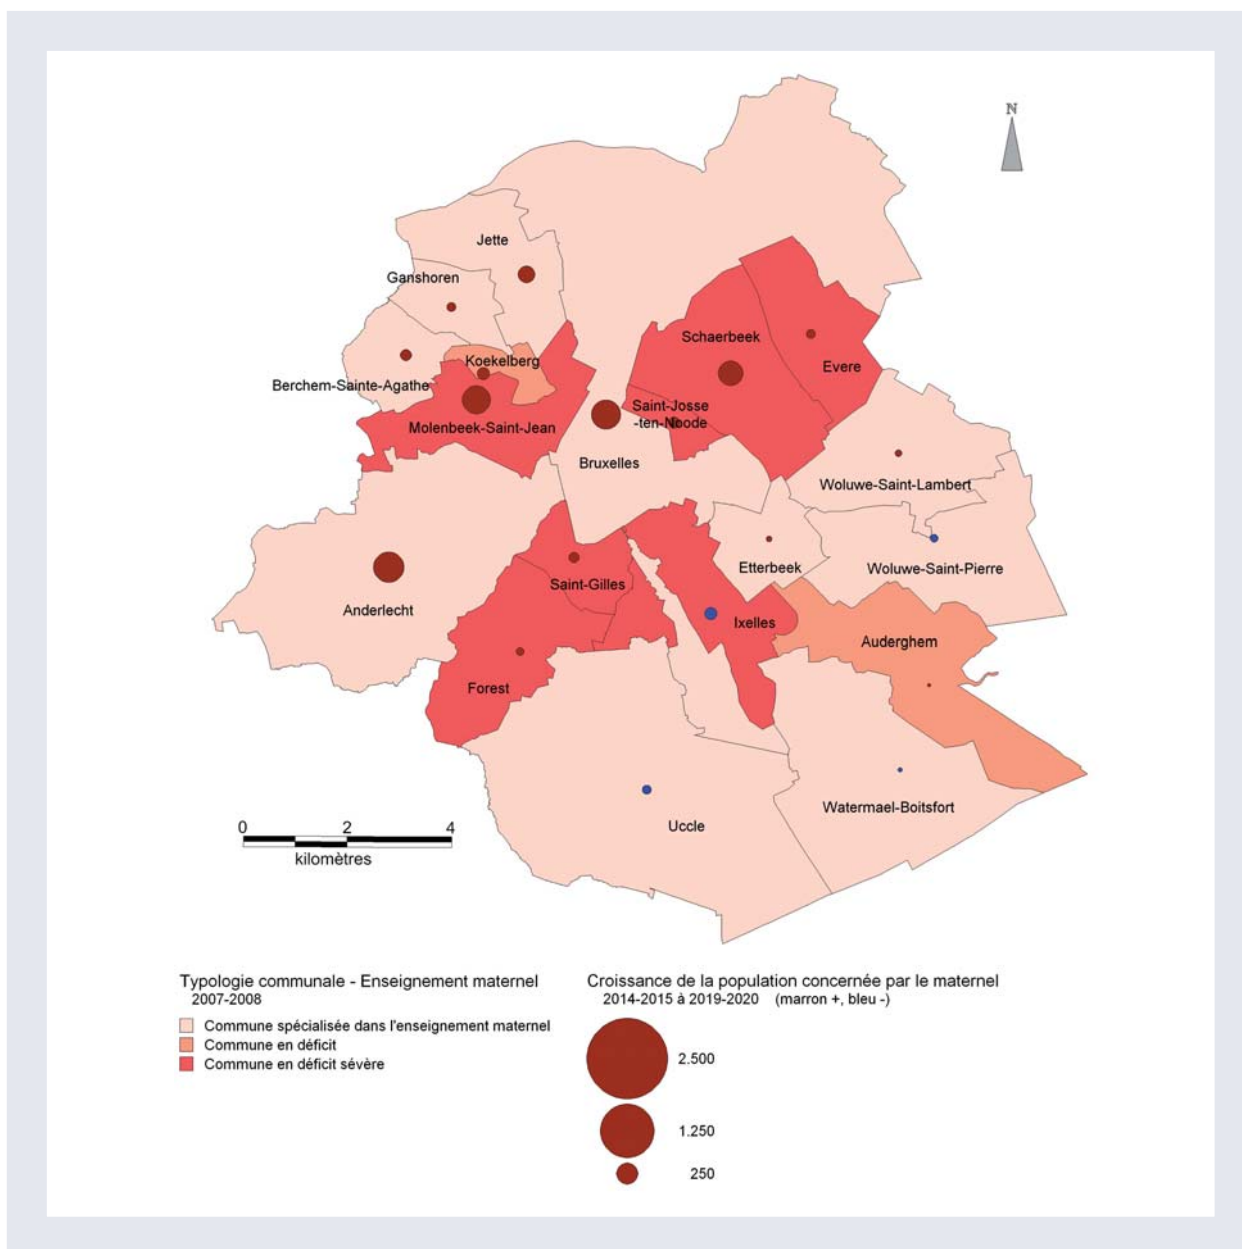 N
Jette
Ganshoren
Schaerbeek
Koekelberg
Evere
Berchem-Sainte-Agathe
Saint-Josse
-ten-Noode
Molenbeek-Saint-Jean
Bruxelles
Woluwe-Saint-Lambert
Etterbeek
Woluwe-Saint-Pierre
Saint-Gilles
Anderlecht
Ixelles
Auderghem
Forest
Watermael-Boitsfort
Uccle
0 2 4
kilomètres
Typologie communale - Enseignement maternel
2007-2008
Commune spécialisée dans l'enseignement maternel
Commune en déficit
Commune en déficit sévère
Croissance de la population concernée par le maternel
2014-2015 à 2019-2020 (marron +, bleu -)
2.500
1.250
250